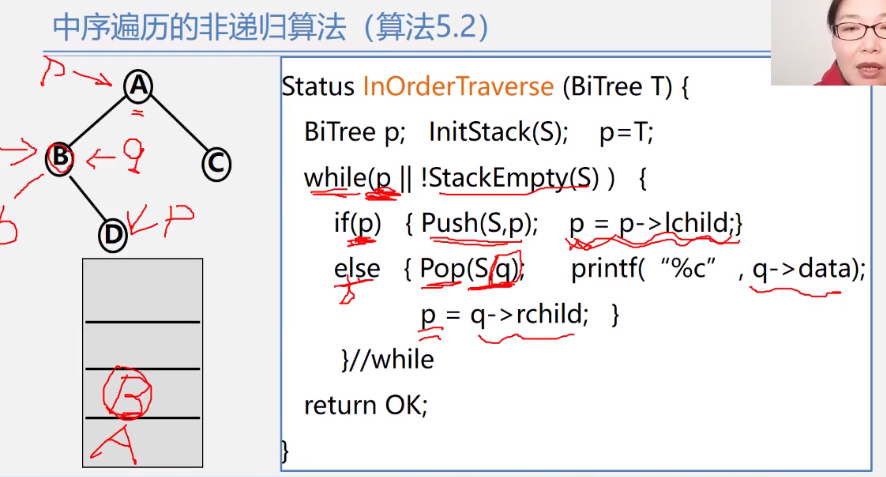 中序遍历的非递归算法（算法5.2）
P
A
B
q
C
D
P
B
A
Status InOrderTraverse (BiTree T) {
BiTree p; InitStack(S); p=T;
while(p || !StackEmpty(S) ) {
if(p) { Push(S,p); p = p->lchild;}
else { Pop(S,q); printf( “%c” , q->data);
p = q->rchild; }
}//while
return OK;
}